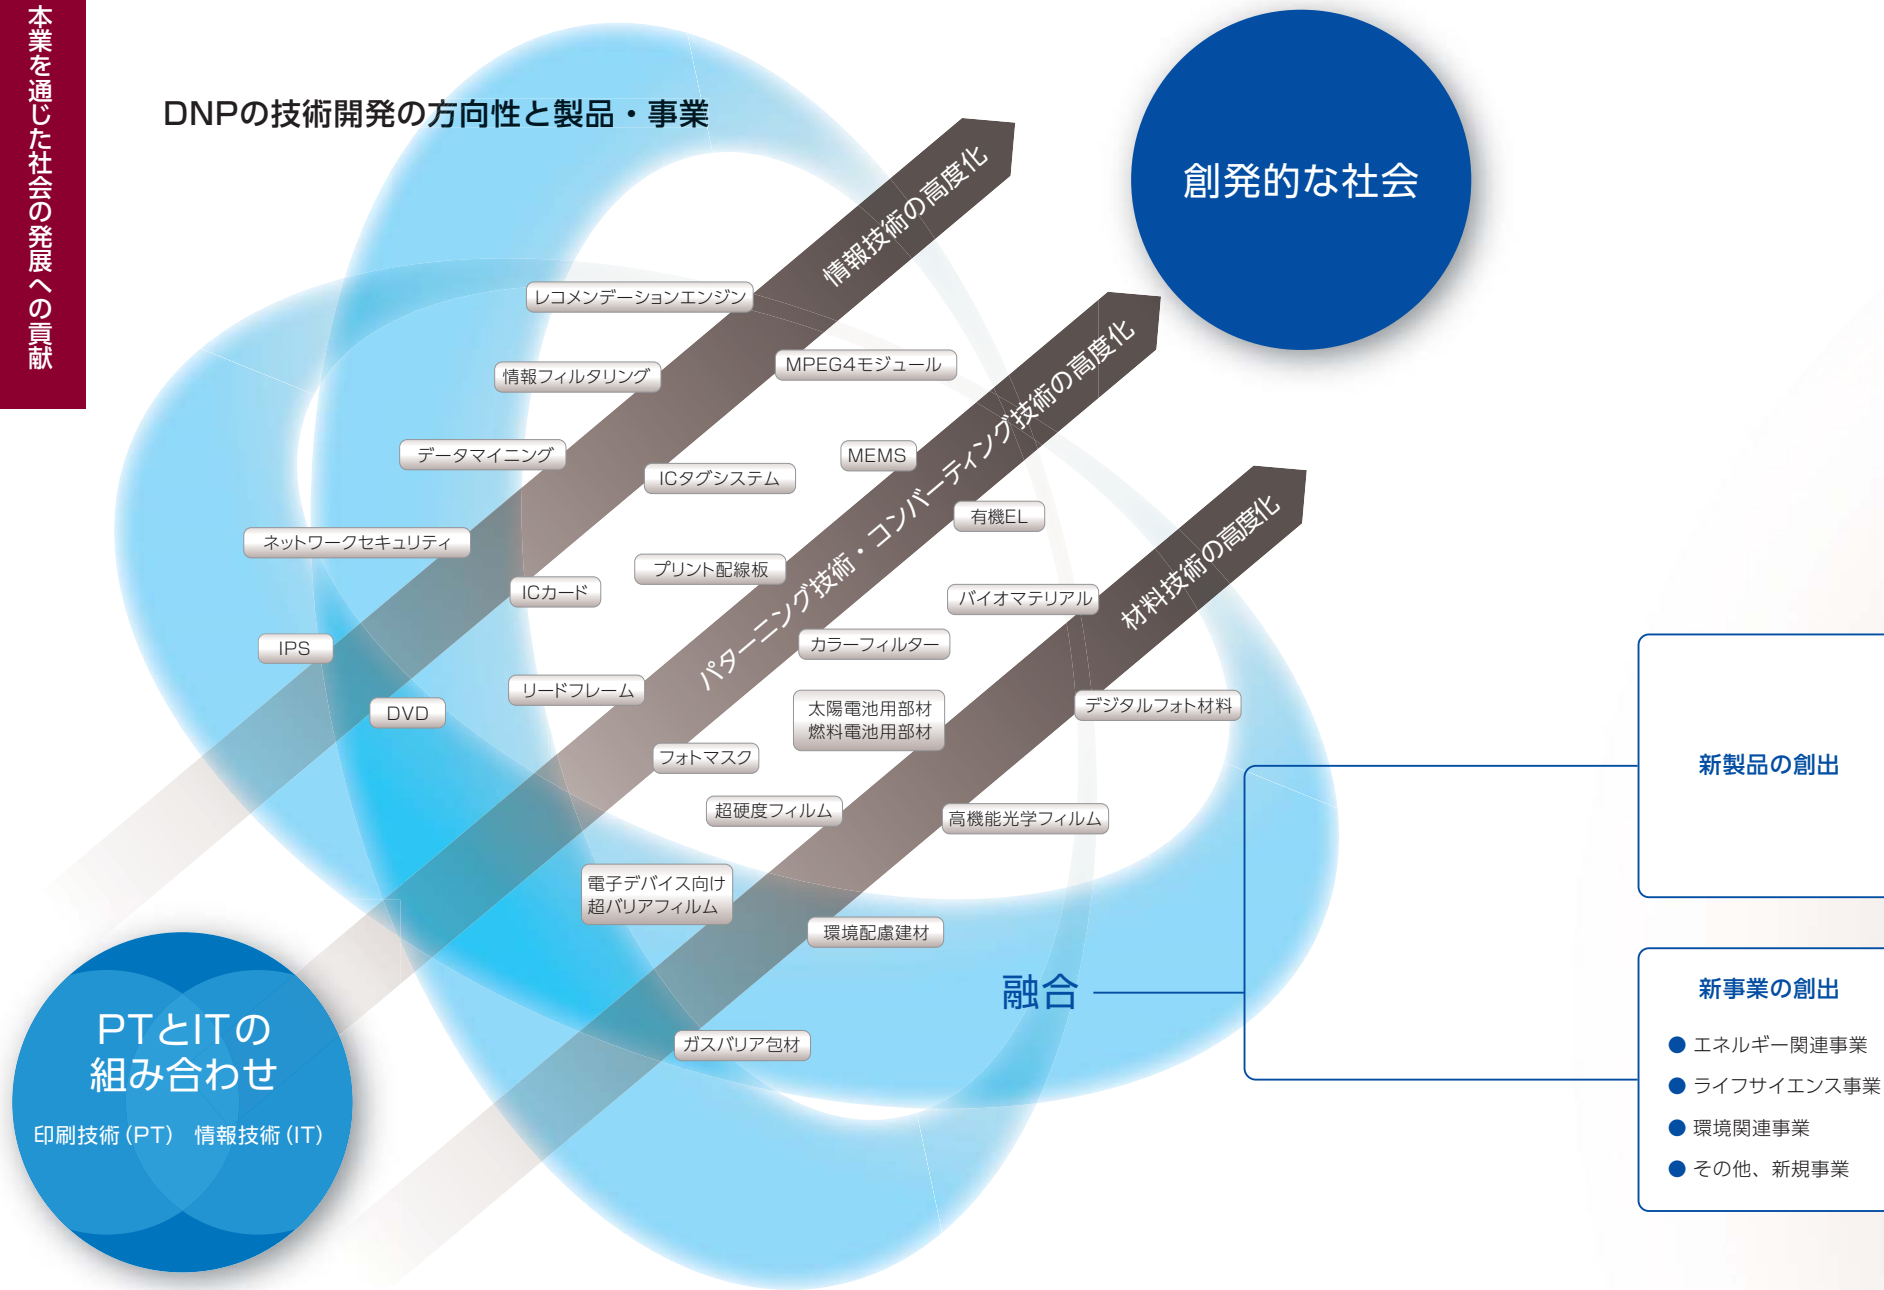 本業を通じた社会の発展への貢献
DNPの技術開発の方向性と製品・事業
創発的な社会
情報技術の高度化
レコメンデーションエンジン
MPEG4モジュール
情報フィルタリング
データマイニング
ICタグシステム
MEMS
パターニング技術・コンバーティング技術の高度化
有機EL
ネットワークセキュリティ
プリント配線板
ICカード
バイオマテリアル
材料技術の高度化
IPS
カラーフィルター
リードフレーム
DVD
太陽電池用部材
燃料電池用部材
デジタルフォト材料
フォトマスク
超硬度フィルム
高機能光学フィルム
電子デバイス向け
超バリアフィルム
環境配慮建材
ガスバリア包材
融合
新製品の創出
新事業の創出
● エネルギー関連事業
● ライフサイエンス事業
● 環境関連事業
● その他、新規事業
PTとITの
組み合わせ
印刷技術(PT) 情報技術(IT)